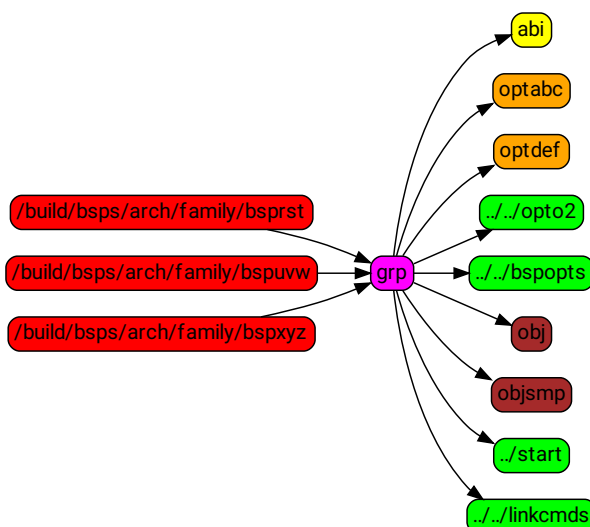 /build/bsps/arch/family/bsprst
/build/bsps/arch/family/bspuvw
/build/bsps/arch/family/bspxyz
grp
abi
optabc
optdef
../../opto2
../../bspopts
obj
objsmp
../start
../../linkcmds